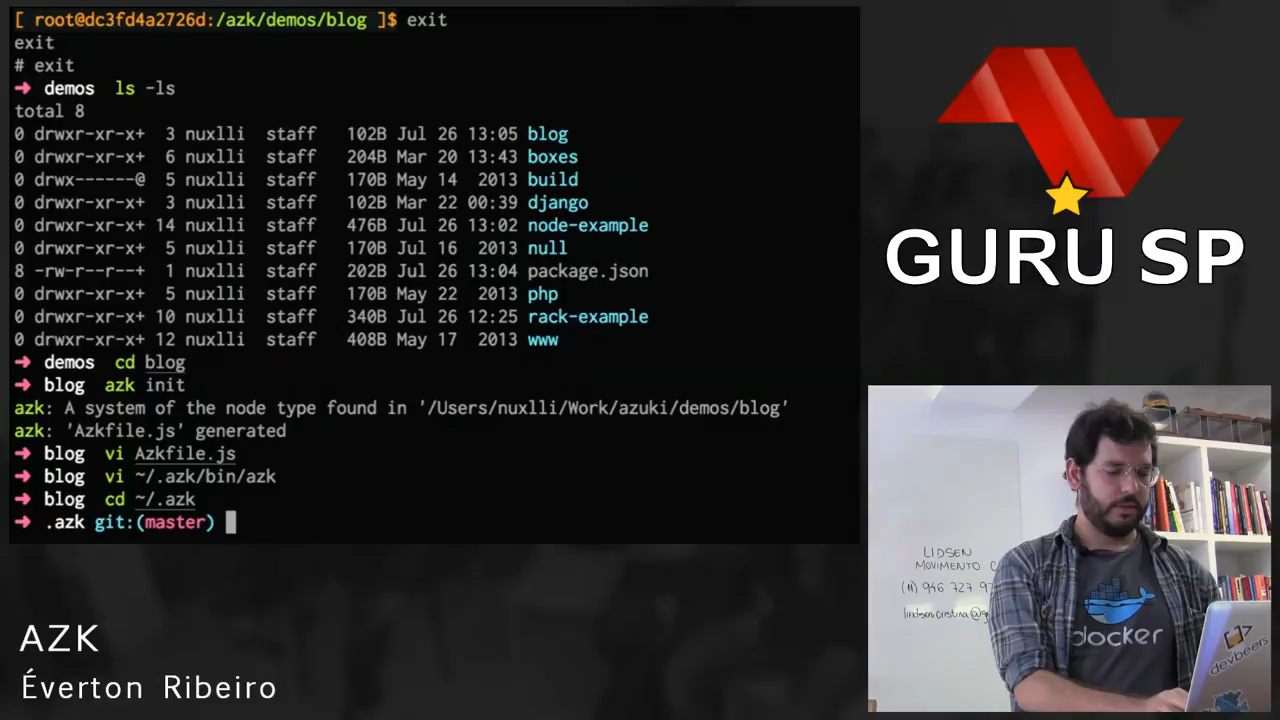 [ root@dc3fd4a2726d:/azk/demos/blog ]$ exit
exit
# exit
➜ demos ls -ls
total 8
0 drwxr-xr-x+ 3 nuxlli staff 102B Jul 26 13:05 blog
0 drwxr-xr-x+ 6 nuxlli staff 204B Mar 20 13:43 boxes
0 drwx------@ 5 nuxlli staff 170B May 14 2013 build
0 drwxr-xr-x+ 3 nuxlli staff 102B Mar 22 00:39 django
0 drwxr-xr-x+ 14 nuxlli staff 476B Jul 26 13:02 node-example
0 drwxr-xr-x+ 5 nuxlli staff 170B Jul 16 2013 null
8 -rw-r--r--+ 1 nuxlli staff 202B Jul 26 13:04 package.json
0 drwxr-xr-x+ 5 nuxlli staff 170B May 22 2013 php
0 drwxr-xr-x+ 10 nuxlli staff 340B Jul 26 12:25 rack-example
0 drwxr-xr-x+ 12 nuxlli staff 408B May 17 2013 www
➜ demos cd blog
➜ blog azk init
azk: A system of the node type found in '/Users/nuxlli/Work/azuki/demos/blog'
azk: 'Azkfile.js' generated
➜ blog vi Azkfile.js
➜ blog vi ~/.azk/bin/azk
➜ blog cd ~/.azk
➜ .azk git:(master)
GURU SP
LIDSEN
MOVIMENTO C
(11) 946 727 97
lindsencristina@g
docker
devbeers
AZK
Éverton Ribeiro